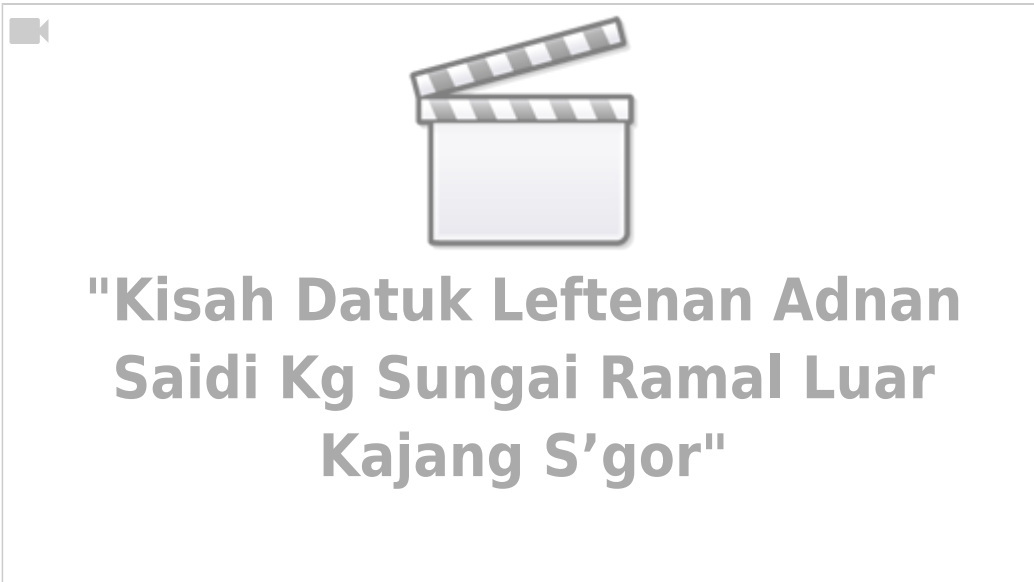 "Kisah Datuk Leftenan Adnan
Saidi Kg Sungai Ramal Luar
Kajang S’gor"